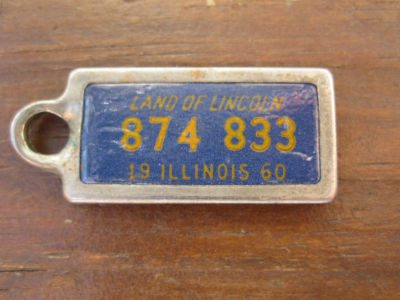 LAND OF LINCOLN
874 833
19 ILLINOIS 60